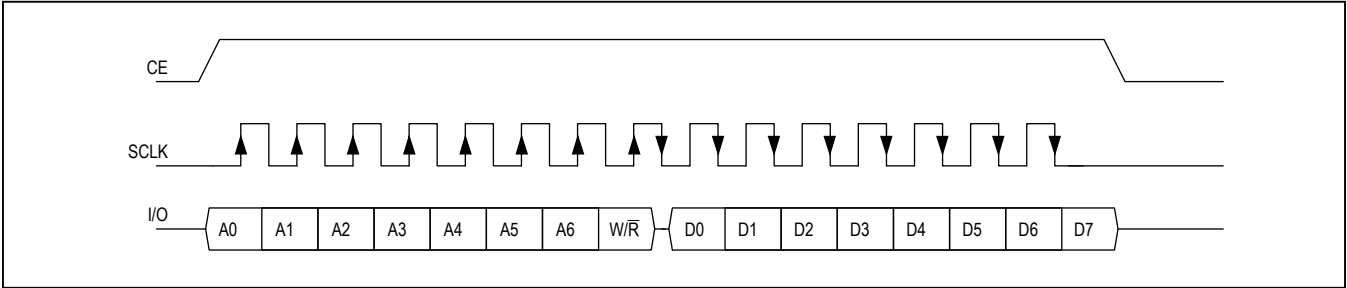 CE
SCLK
I/O A0 A1 A2 A3 A4 A5 A6 W/R̅ D0 D1 D2 D3 D4 D5 D6 D7